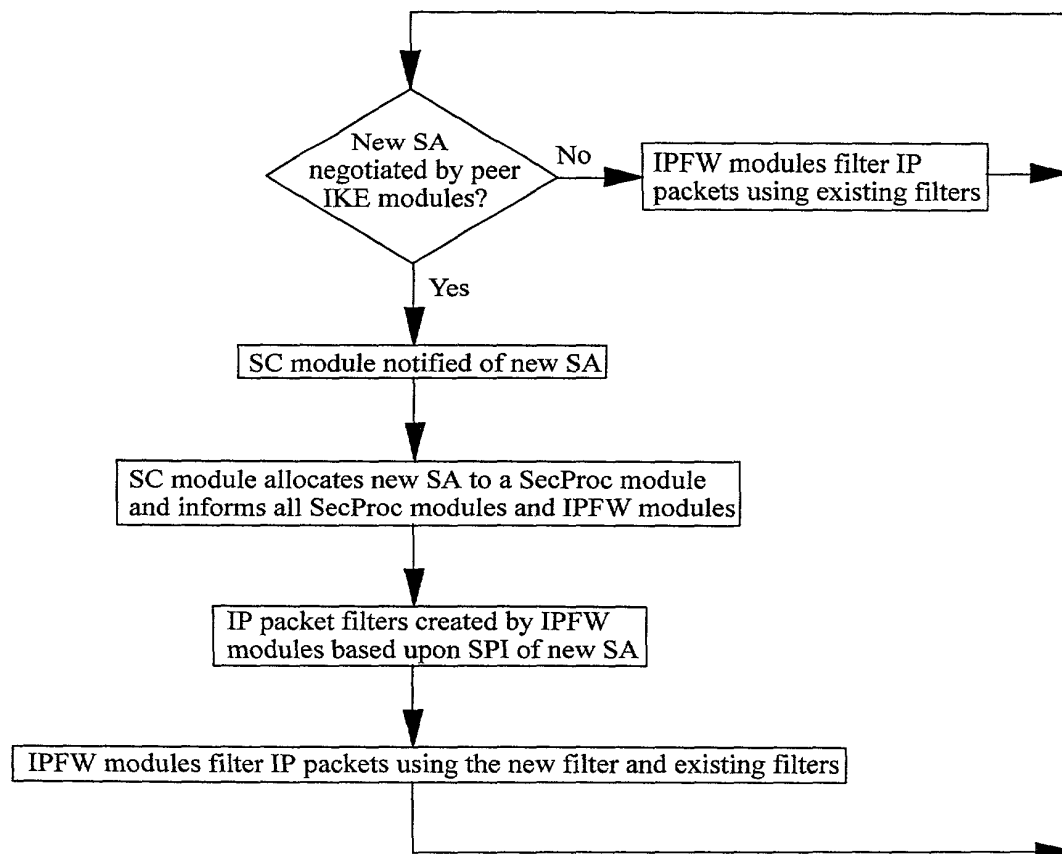 New SA
negotiated by peer
IKE modules?
No
IPFW modules filter IP
packets using existing filters
Yes
SC module notified of new SA
SC module allocates new SA to a SecProc module
and informs all SecProc modules and IPFW modules
IP packet filters created by IPFW
modules based upon SPI of new SA
IPFW modules filter IP packets using the new filter and existing filters